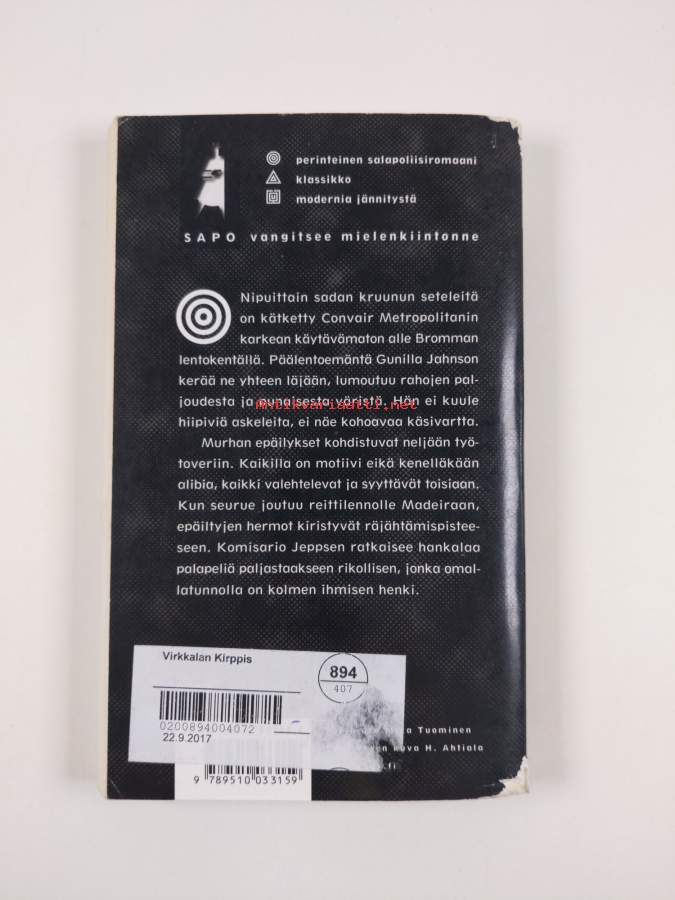 perinteinen salapoliisiromaani
klassikko
modernia jännitystä
SAPO vangitsee mielenkiintonne
Nipuittain sadan kruunun seteleitä
on kätketty Convair Metropolitanin
karkean käytävämaton alle Bromman
lentokentällä. Päälentoemäntä Gunilla Jahnson
kerää ne yhteen läjään, lumoutuu rahojen pal-
joudesta ja punaisesta väristä. Hän ei kuule
Antikvariaatti.net
hiipiviä askeleita, ei näe kohoavaa käsivartta.
Murhan epäilykset kohdistuvat neljään työ-
toveriin. Kaikilla on motiivi eikä kenelläkään
alibia, kaikki valehtelevat ja syyttävät toisiaan.
Kun seurue joutuu reittilennolle Madeiraan,
epäiltyjen hermot kiristyvät räjähtämispistee-
seen. Komisario Jeppsen ratkaisee hankalaa
palapeliä paljastaakseen rikollisen, jonka omal-
latunnolla on kolmen ihmisen henki.
Virkkalan Kirppis
894
407
0200894004072
22.9.2017
a Tuominen
kuva H. Ahtiala
9 789510 033159